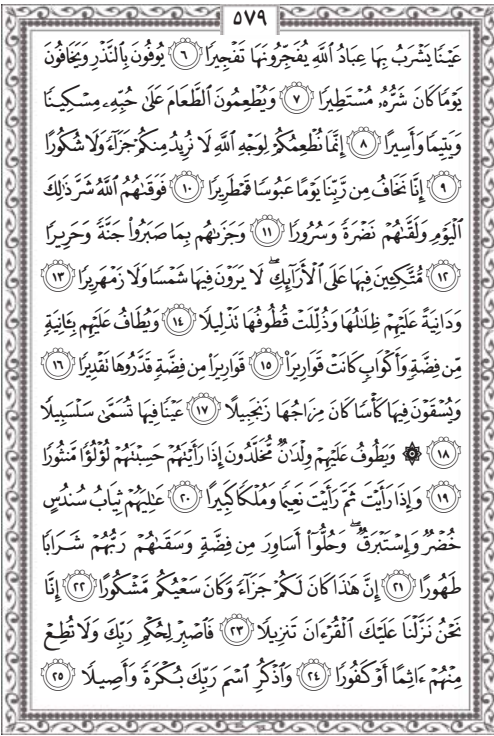 ٥٧٩
عَيْنًا يَشْرَبُ بِهَا عِبَادُ ٱللَّهِ يُفَجِّرُونَهَا تَفْجِيرًا ٦ يُوفُونَ بِٱلنَّذْرِ وَيَخَافُونَ
يَوْمًا كَانَ شَرُّهُۥ مُسْتَطِيرًا ٧ وَيُطْعِمُونَ ٱلطَّعَامَ عَلَىٰ حُبِّهِۦ مِسْكِينًا
وَيَتِيمًا وَأَسِيرًا ٨ إِنَّمَا نُطْعِمُكُمْ لِوَجْهِ ٱللَّهِ لَا نُرِيدُ مِنكُمْ جَزَآءً وَلَا شُكُورًا
٩ إِنَّا نَخَافُ مِن رَّبِّنَا يَوْمًا عَبُوسًا قَمْطَرِيرًا ١٠ فَوَقَىٰهُمُ ٱللَّهُ شَرَّ ذَٰلِكَ
ٱلْيَوْمِ وَلَقَّىٰهُمْ نَضْرَةً وَسُرُورًا ١١ وَجَزَىٰهُم بِمَا صَبَرُوا۟ جَنَّةً وَحَرِيرًا
١٢ مُّتَّكِـِٔينَ فِيهَا عَلَى ٱلْأَرَآئِكِ ۖ لَا يَرَوْنَ فِيهَا شَمْسًا وَلَا زَمْهَرِيرًا ١٣
وَدَانِيَةً عَلَيْهِمْ ظِلَٰلُهَا وَذُلِّلَتْ قُطُوفُهَا تَذْلِيلًا ١٤ وَيُطَافُ عَلَيْهِم بِـَٔانِيَةٍ
مِّن فِضَّةٍ وَأَكْوَابٍ كَانَتْ قَوَارِيرَا۠ ١٥ قَوَارِيرَا۟ مِن فِضَّةٍ قَدَّرُوهَا تَقْدِيرًا ١٦
وَيُسْقَوْنَ فِيهَا كَأْسًا كَانَ مِزَاجُهَا زَنجَبِيلًا ١٧ عَيْنًا فِيهَا تُسَمَّىٰ سَلْسَبِيلًا
١٨ ۞ وَيَطُوفُ عَلَيْهِمْ وِلْدَٰنٌ مُّخَلَّدُونَ إِذَا رَأَيْتَهُمْ حَسِبْتَهُمْ لُؤْلُؤًا مَّنثُورًا
١٩ وَإِذَا رَأَيْتَ ثَمَّ رَأَيْتَ نَعِيمًا وَمُلْكًا كَبِيرًا ٢٠ عَٰلِيَهُمْ ثِيَابُ سُندُسٍ
خُضْرٌ وَإِسْتَبْرَقٌ ۖ وَحُلُّوٓا۟ أَسَاوِرَ مِن فِضَّةٍ وَسَقَىٰهُمْ رَبُّهُمْ شَرَابًا
طَهُورًا ٢١ إِنَّ هَٰذَا كَانَ لَكُمْ جَزَآءً وَكَانَ سَعْيُكُم مَّشْكُورًا ٢٢ إِنَّا
نَحْنُ نَزَّلْنَا عَلَيْكَ ٱلْقُرْءَانَ تَنزِيلًا ٢٣ فَٱصْبِرْ لِحُكْمِ رَبِّكَ وَلَا تُطِعْ
مِنْهُمْ ءَاثِمًا أَوْ كَفُورًا ٢٤ وَٱذْكُرِ ٱسْمَ رَبِّكَ بُكْرَةً وَأَصِيلًا ٢٥